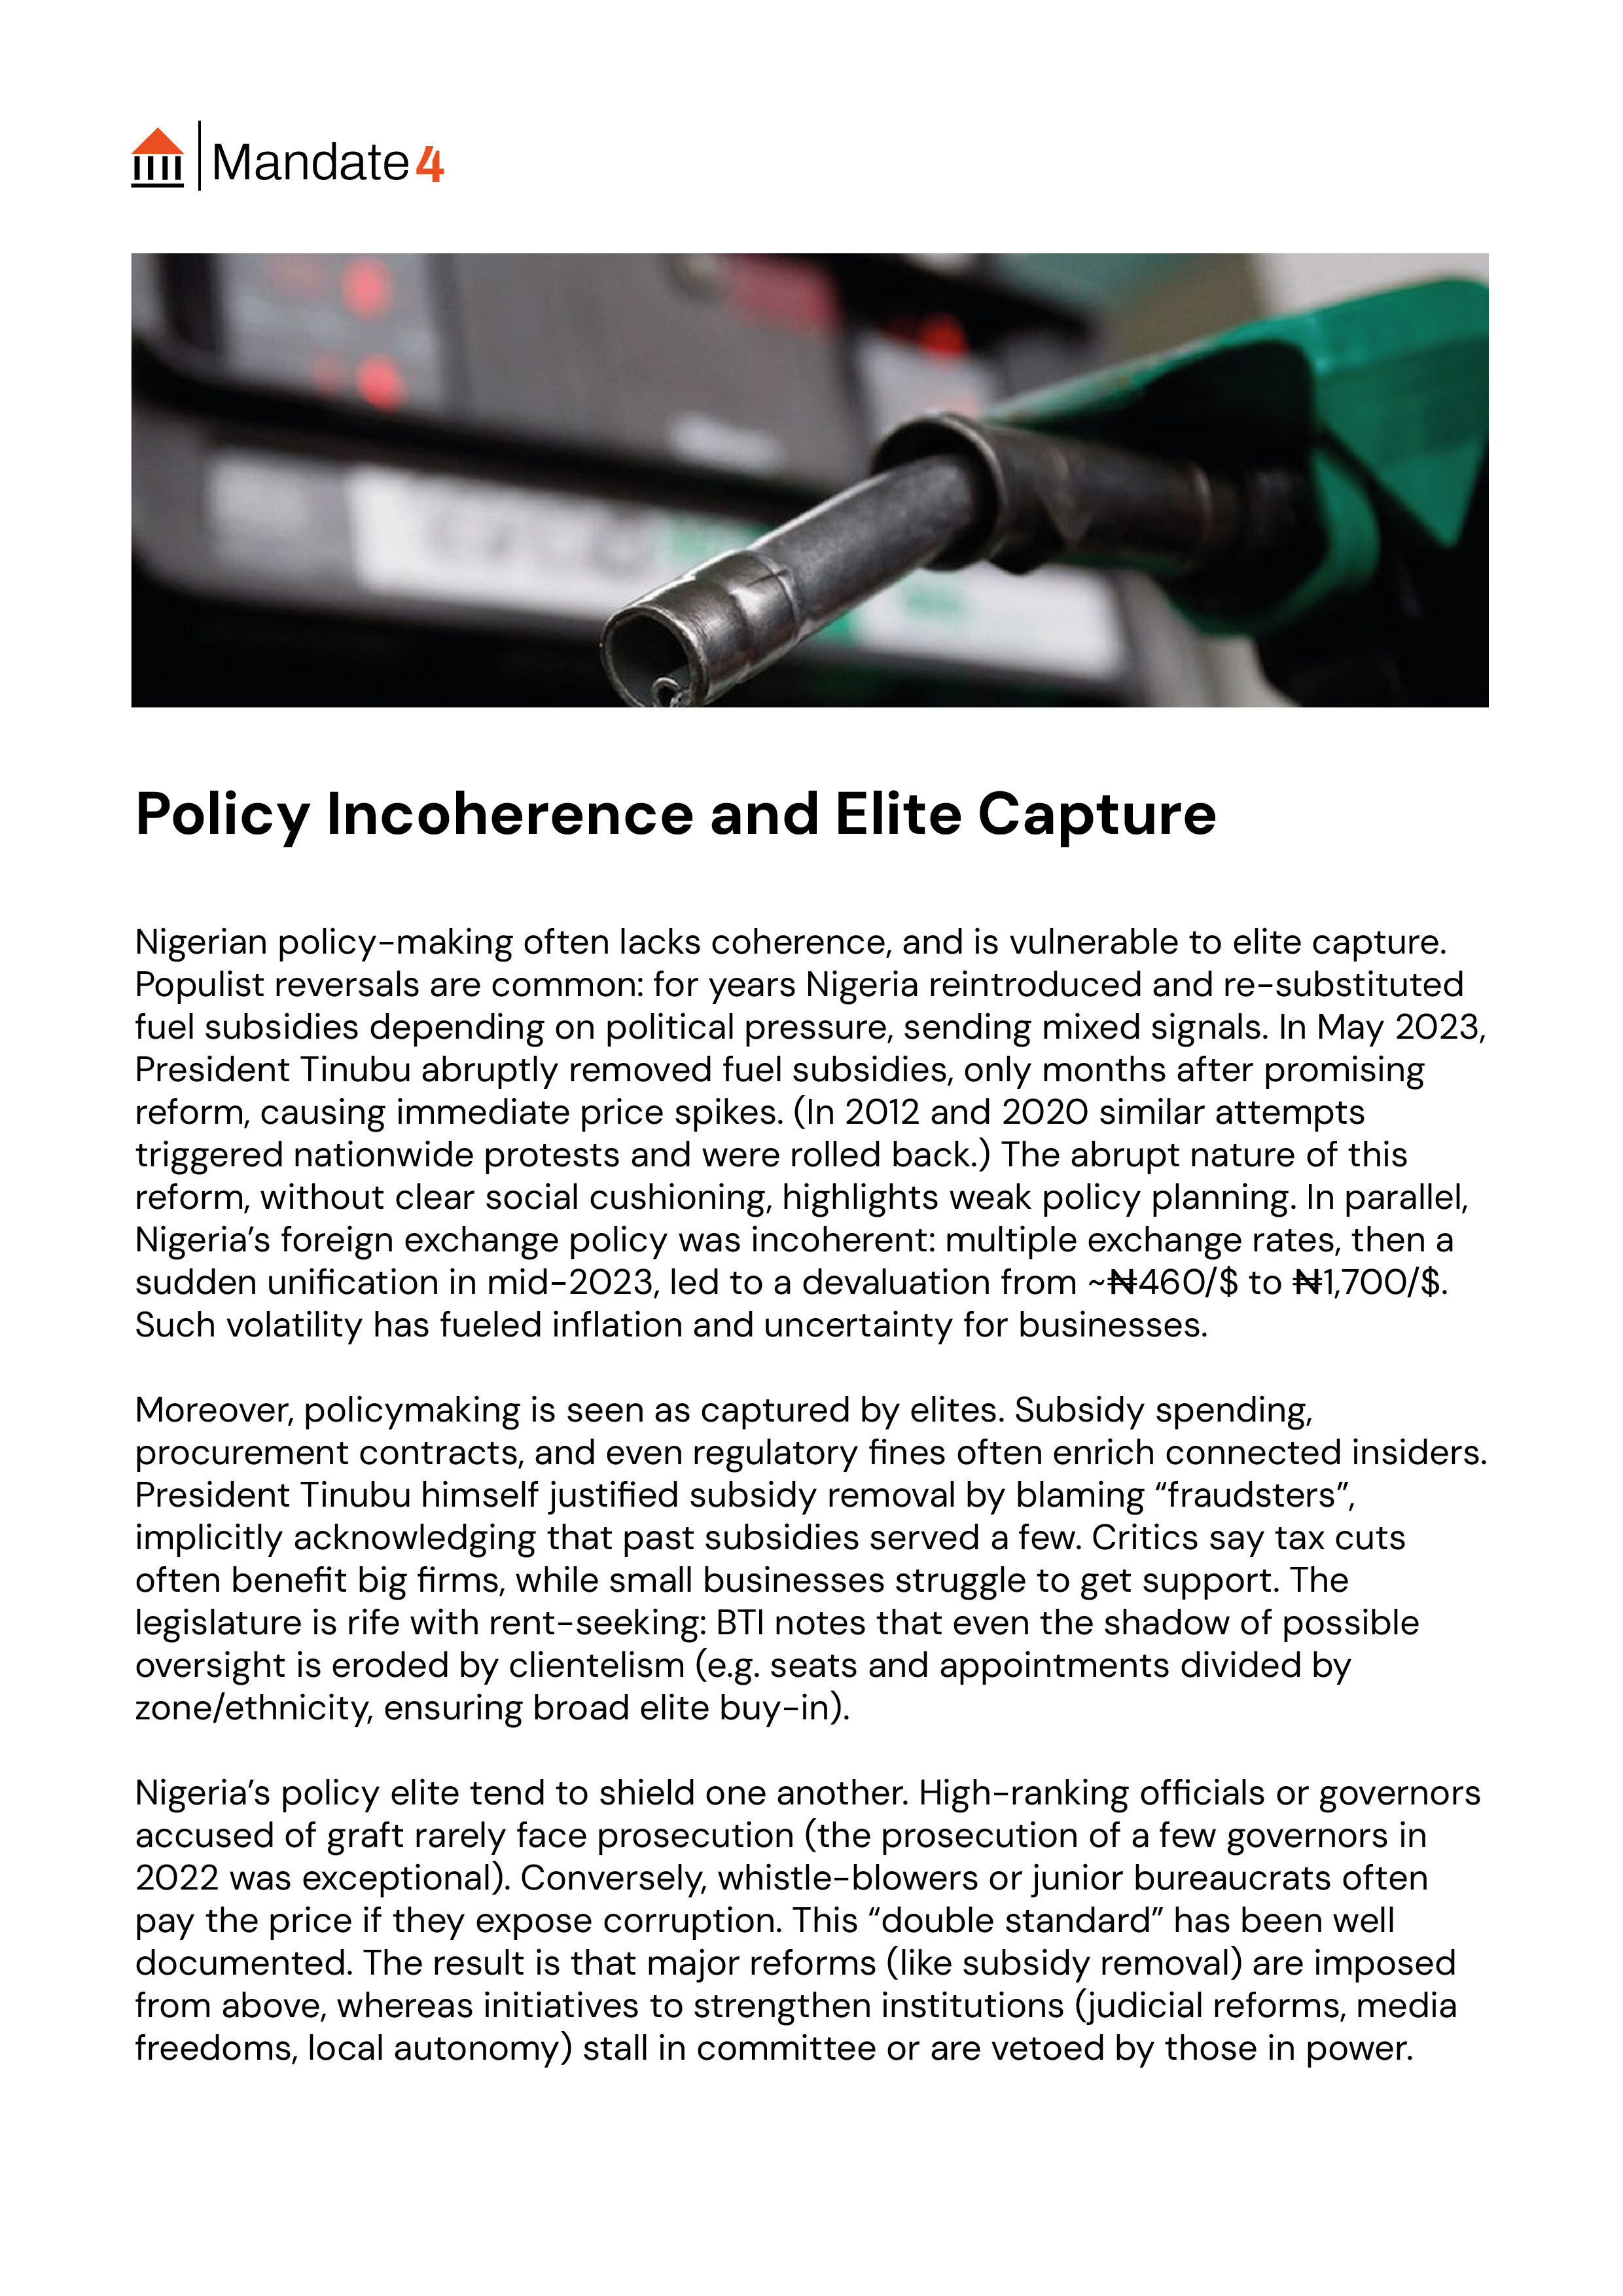 Mandate4
Policy Incoherence and Elite Capture
Nigerian policy-making often lacks coherence, and is vulnerable to elite capture.
Populist reversals are common: for years Nigeria reintroduced and re-substituted
fuel subsidies depending on political pressure, sending mixed signals. In May 2023,
President Tinubu abruptly removed fuel subsidies, only months after promising
reform, causing immediate price spikes. (In 2012 and 2020 similar attempts
triggered nationwide protests and were rolled back.) The abrupt nature of this
reform, without clear social cushioning, highlights weak policy planning. In parallel,
Nigeria’s foreign exchange policy was incoherent: multiple exchange rates, then a
sudden unification in mid-2023, led to a devaluation from ~₦460/$ to ₦1,700/$.
Such volatility has fueled inflation and uncertainty for businesses.
Moreover, policymaking is seen as captured by elites. Subsidy spending,
procurement contracts, and even regulatory fines often enrich connected insiders.
President Tinubu himself justified subsidy removal by blaming “fraudsters”,
implicitly acknowledging that past subsidies served a few. Critics say tax cuts
often benefit big firms, while small businesses struggle to get support. The
legislature is rife with rent-seeking: BTI notes that even the shadow of possible
oversight is eroded by clientelism (e.g. seats and appointments divided by
zone/ethnicity, ensuring broad elite buy-in).
Nigeria’s policy elite tend to shield one another. High-ranking officials or governors
accused of graft rarely face prosecution (the prosecution of a few governors in
2022 was exceptional). Conversely, whistle-blowers or junior bureaucrats often
pay the price if they expose corruption. This “double standard” has been well
documented. The result is that major reforms (like subsidy removal) are imposed
from above, whereas initiatives to strengthen institutions (judicial reforms, media
freedoms, local autonomy) stall in committee or are vetoed by those in power.